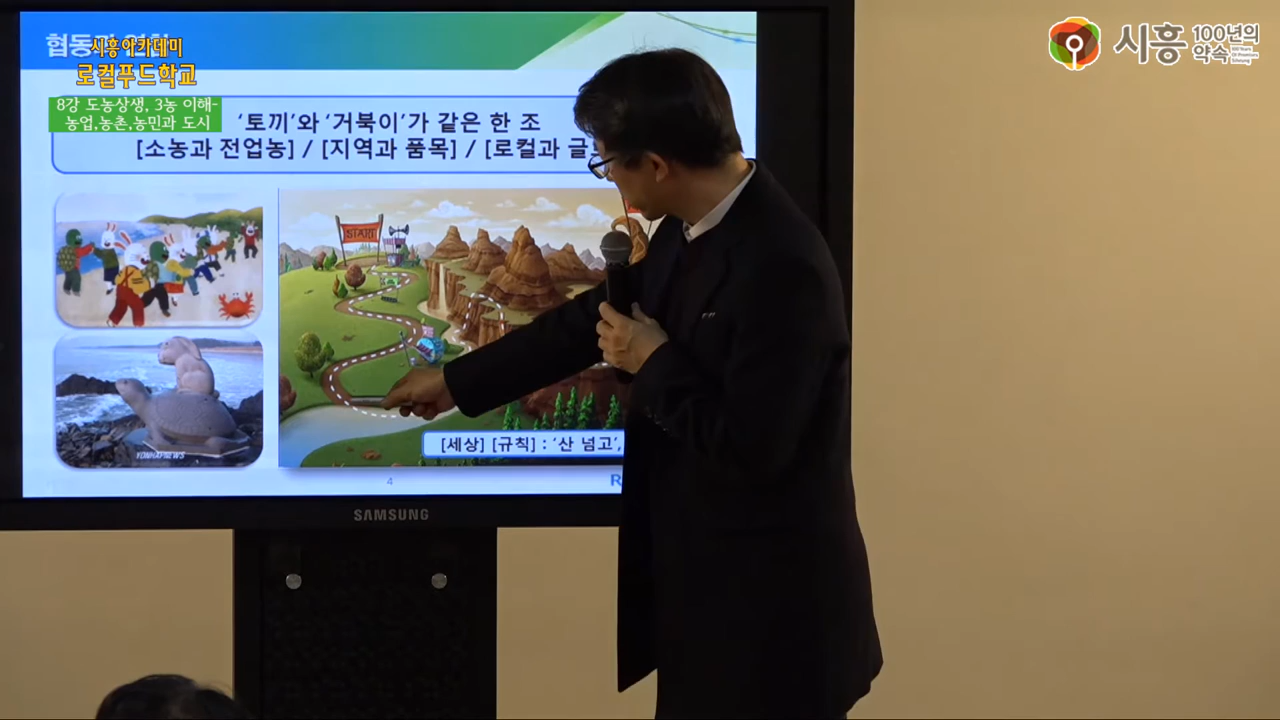 협동의
시흥아카데미
로컬푸드학교
8강 도농상생, 3농 이해-
농업,농촌,농민과 도시
시흥 100년의
약속
'토끼'와 '거북이'가 같은 한 조
[소농과 전업농] / [지역과 품목] / [로컬과 글
START
[세상] [규칙] : '산 넘고',
YONHAPNEWS
4
R
SAMSUNG